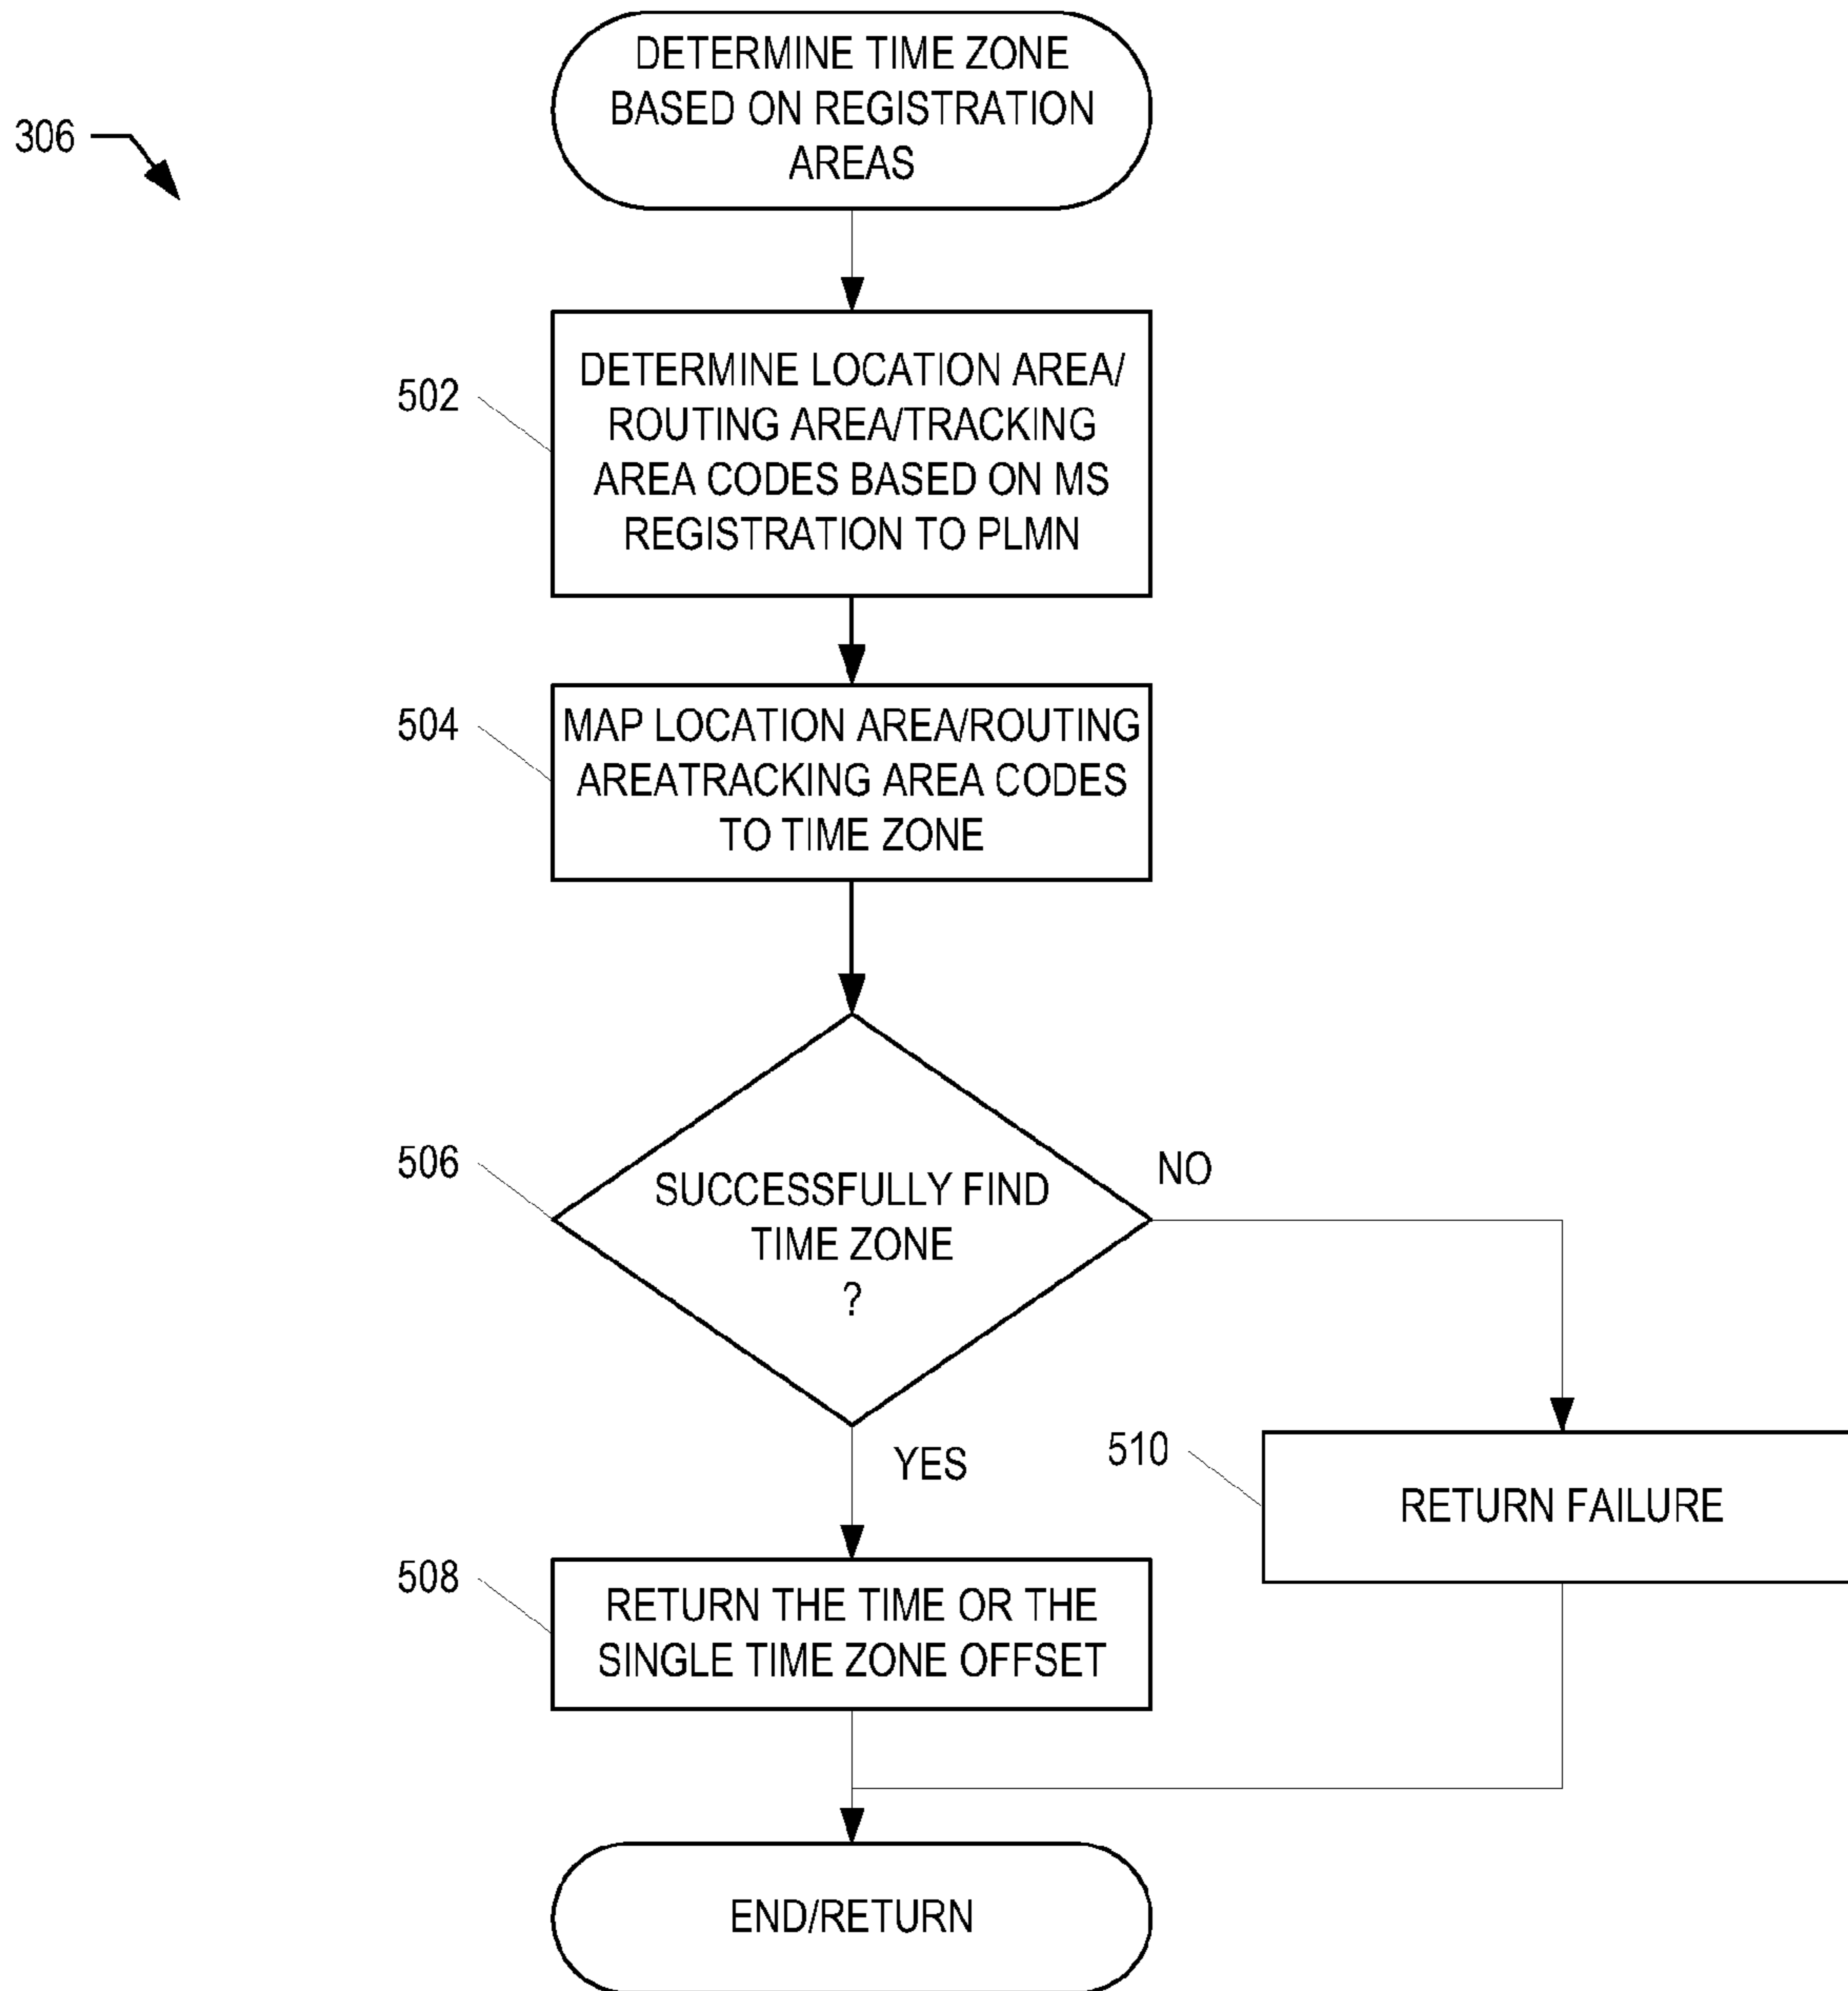 DETERMINE TIME ZONE
BASED ON REGISTRATION
AREAS
306
502
DETERMINE LOCATION AREA/
ROUTING AREA/TRACKING
AREA CODES BASED ON MS
REGISTRATION TO PLMN
504
MAP LOCATION AREA/ROUTING
AREATRACKING AREA CODES
TO TIME ZONE
506
SUCCESSFULLY FIND
TIME ZONE
?
NO
YES
510
RETURN FAILURE
508
RETURN THE TIME OR THE
SINGLE TIME ZONE OFFSET
END/RETURN